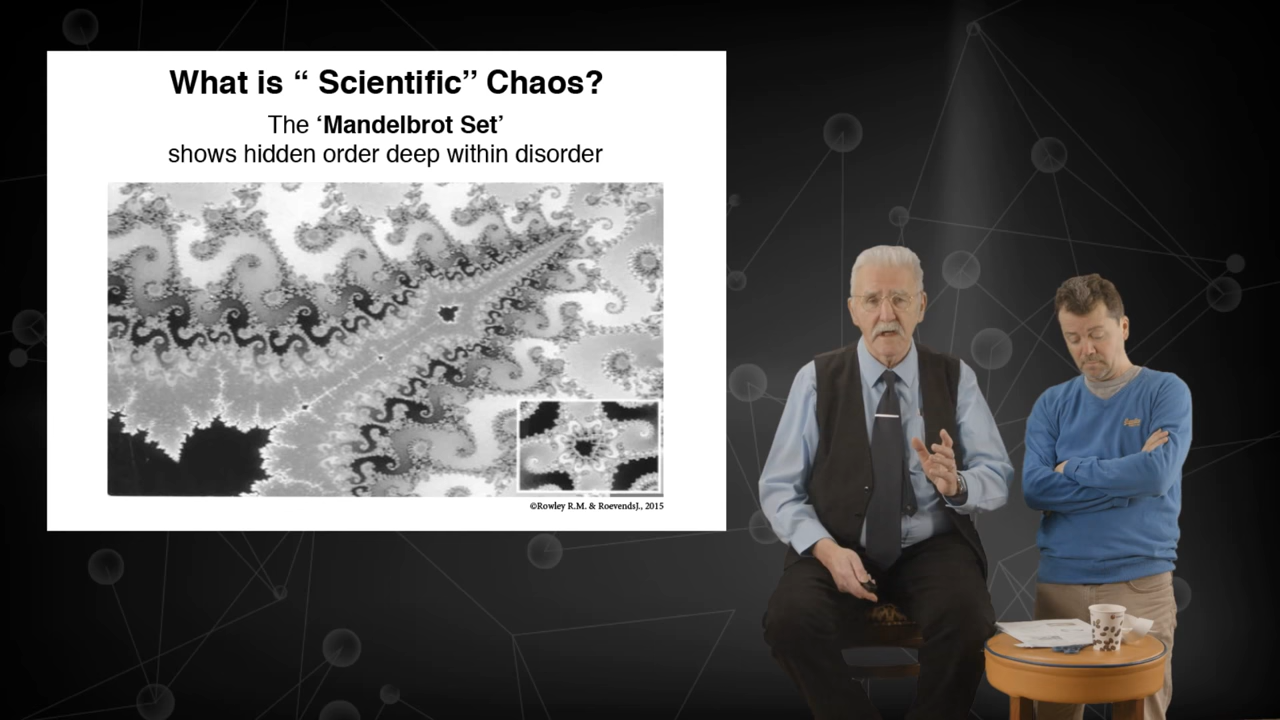 What is “ Scientific” Chaos?
The ‘Mandelbrot Set’
shows hidden order deep within disorder
©Rowley R.M. & RoevendsJ., 2015